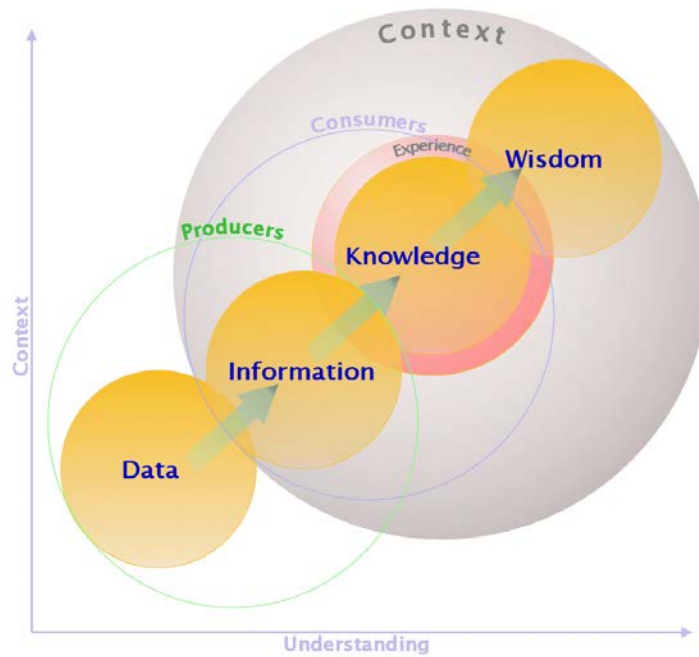 Context
Consumers
Experience
Wisdom
Producers
Knowledge
Context
Information
Data
Understanding